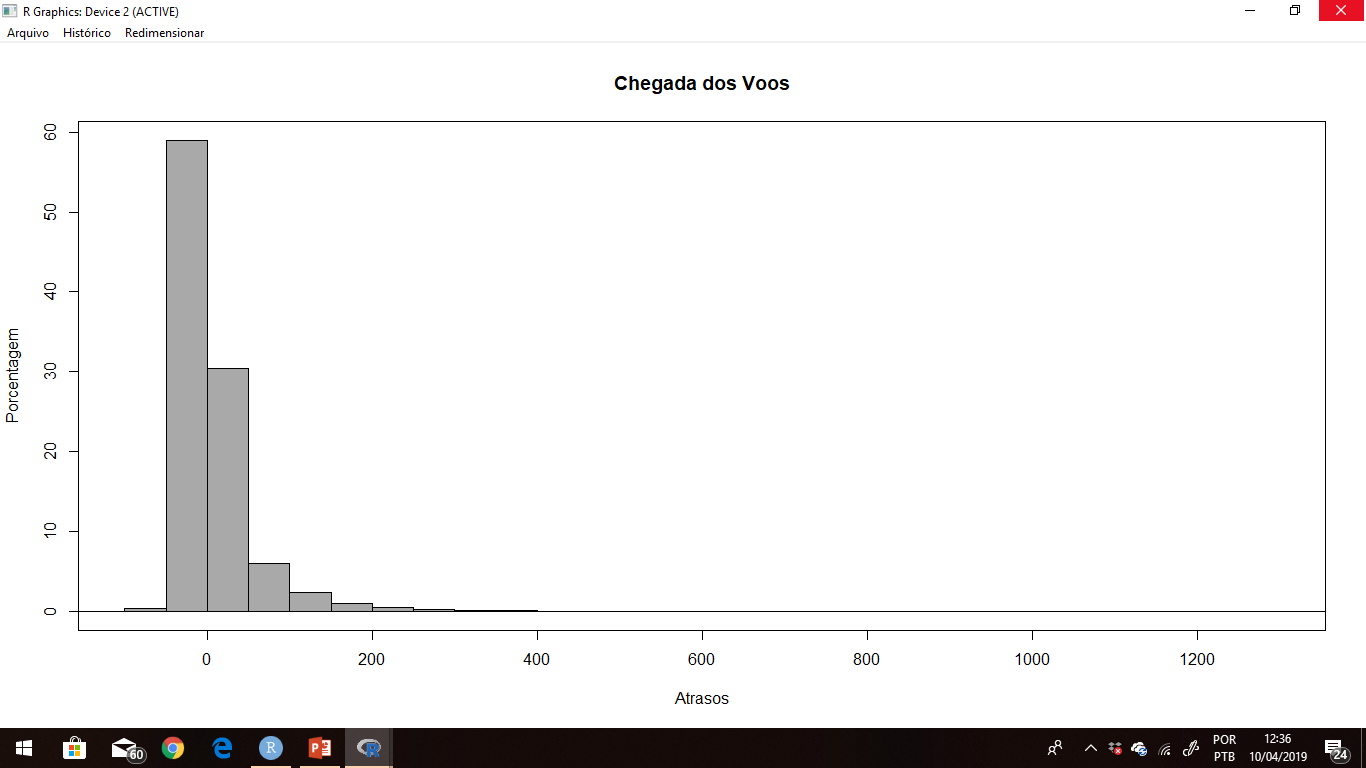 R Graphics: Device 2 (ACTIVE)
Arquivo Histórico Redimensionar
Chegada dos Voos
60
50
40
30
20
10
0
Porcentagem
0 200 400 600 800 1000 1200
Atrasos
60
R
P
R
POR
PTB
12:36
10/04/2019
24